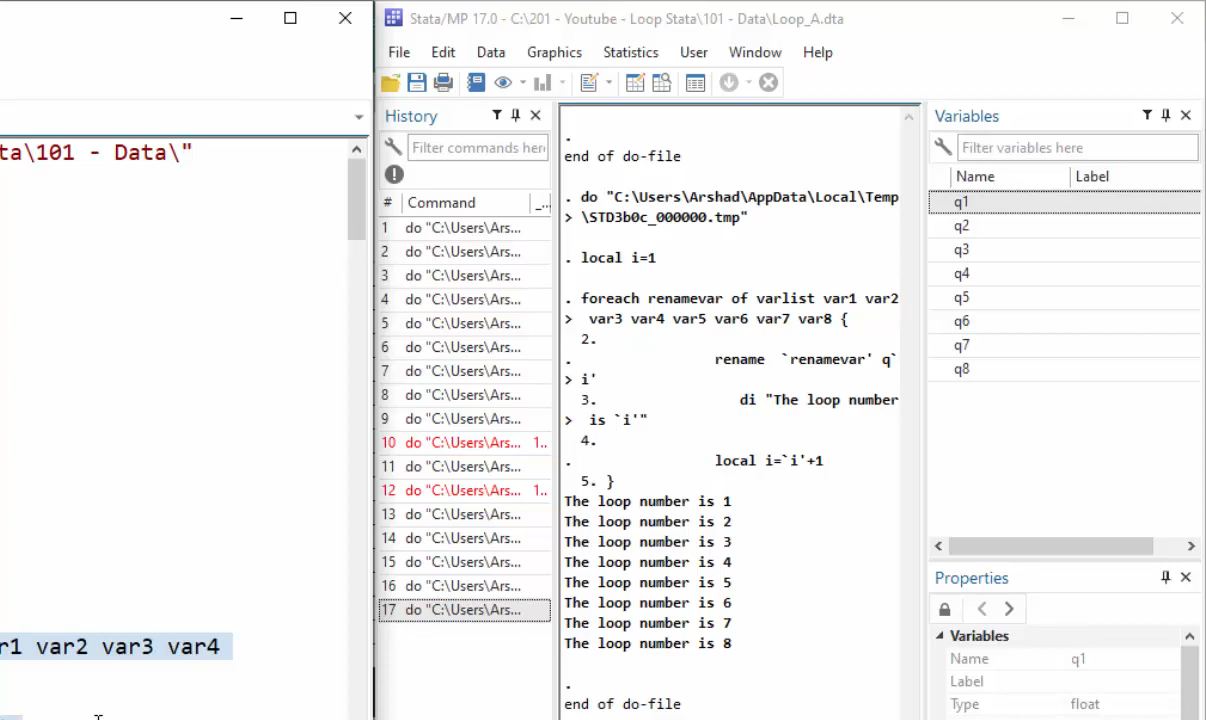 ta\101 - Data\"
r1 var2 var3 var4
Stata/MP 17.0 - C:\201 - Youtube - Loop Stata\101 - Data\Loop_A.dta
File Edit Data Graphics Statistics User Window Help
History
Filter commands here
# Command _...
1 do "C:\Users\Ars...
2 do "C:\Users\Ars...
3 do "C:\Users\Ars...
4 do "C:\Users\Ars...
5 do "C:\Users\Ars...
6 do "C:\Users\Ars...
7 do "C:\Users\Ars...
8 do "C:\Users\Ars...
9 do "C:\Users\Ars...
10 do "C:\Users\Ars... 1..
11 do "C:\Users\Ars...
12 do "C:\Users\Ars... 1..
13 do "C:\Users\Ars...
14 do "C:\Users\Ars...
15 do "C:\Users\Ars...
16 do "C:\Users\Ars...
17 do "C:\Users\Ars...
.
end of do-file
. do "C:\Users\Arshad\AppData\Local\Temp
> \STD3b0c_000000.tmp"
. local i=1
. foreach renamevar of varlist var1 var2
>  var3 var4 var5 var6 var7 var8 {
2.
. rename  `renamevar' q`
> i'
3. di "The loop number
>  is `i'"
4.
. local i=`i'+1
5. }
The loop number is 1
The loop number is 2
The loop number is 3
The loop number is 4
The loop number is 5
The loop number is 6
The loop number is 7
The loop number is 8
.
end of do-file
Variables
Filter variables here
Name Label
q1
q2
q3
q4
q5
q6
q7
q8
Properties
Variables
Name q1
Label
Type float